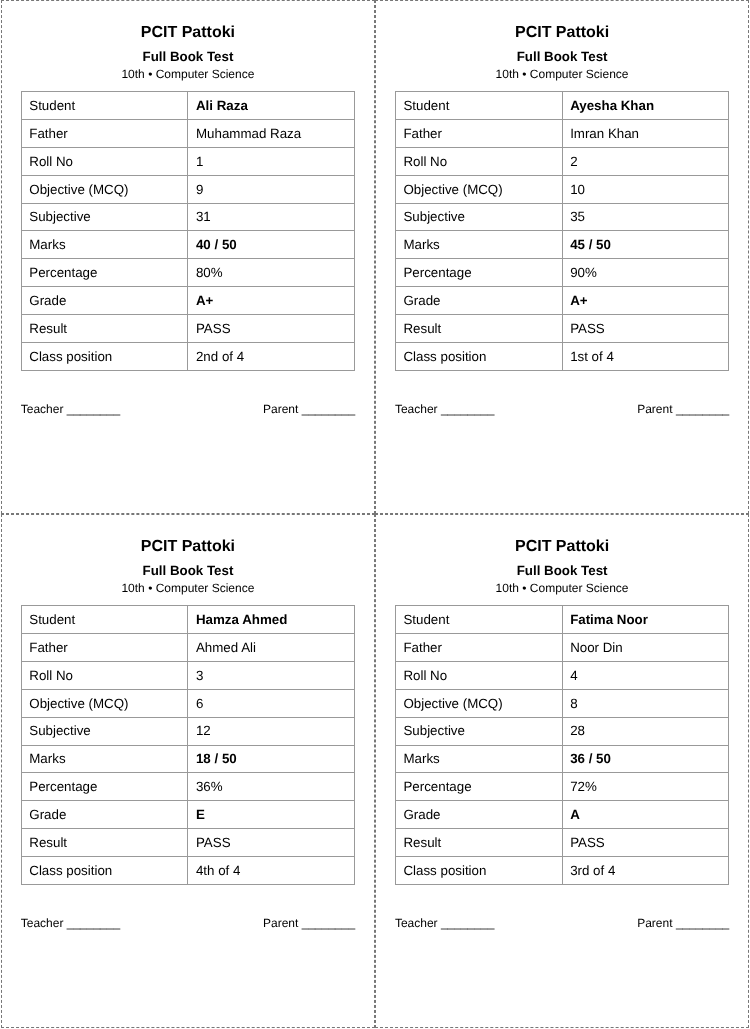 PCIT Pattoki
Full Book Test
10th • Computer Science
Student Ali Raza
Father Muhammad Raza
Roll No 1
Objective (MCQ) 9
Subjective 31
Marks 40 / 50
Percentage 80%
Grade A+
Result PASS
Class position 2nd of 4
Teacher ________ Parent ________
PCIT Pattoki
Full Book Test
10th • Computer Science
Student Ayesha Khan
Father Imran Khan
Roll No 2
Objective (MCQ) 10
Subjective 35
Marks 45 / 50
Percentage 90%
Grade A+
Result PASS
Class position 1st of 4
Teacher ________ Parent ________
PCIT Pattoki
Full Book Test
10th • Computer Science
Student Hamza Ahmed
Father Ahmed Ali
Roll No 3
Objective (MCQ) 6
Subjective 12
Marks 18 / 50
Percentage 36%
Grade E
Result PASS
Class position 4th of 4
Teacher ________ Parent ________
PCIT Pattoki
Full Book Test
10th • Computer Science
Student Fatima Noor
Father Noor Din
Roll No 4
Objective (MCQ) 8
Subjective 28
Marks 36 / 50
Percentage 72%
Grade A
Result PASS
Class position 3rd of 4
Teacher ________ Parent ________